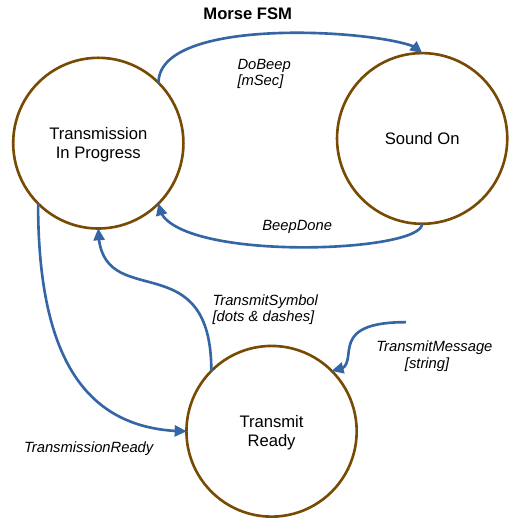 Morse FSM
DoBeep
[mSec]
Transmission
In Progress
Sound On
BeepDone
TransmitSymbol
[dots & dashes]
TransmitMessage
[string]
Transmit
Ready
TransmissionReady